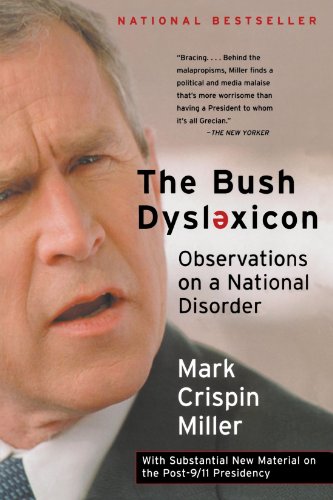 NATIONAL BESTSELLER
"Bracing. . . . Behind the
malapropisms, Miller finds a
political and media malaise
that's more worrisome than
having a President to whom
it's all Grecian."
—THE NEW YORKER
The Bush
Dyslǝxicon
Observations
on a National
Disorder
Mark
Crispin
Miller
With Substantial New Material on
the Post-9/11 Presidency